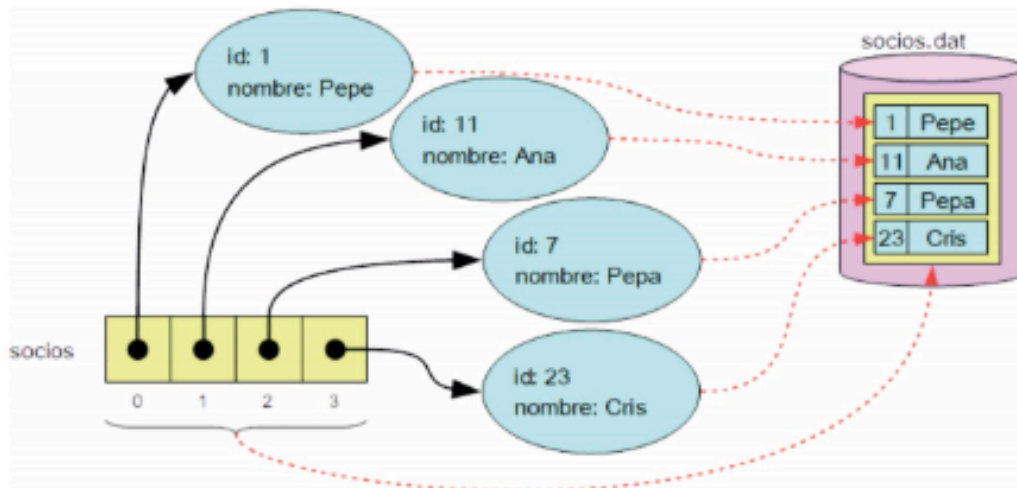 socios.dat
id: 1
nombre: Pepe
id: 11
nombre: Ana
id: 7
nombre: Pepa
id: 23
nombre: Cris
1 Pepe
11 Ana
7 Pepa
23 Cris
socios
0 1 2 3